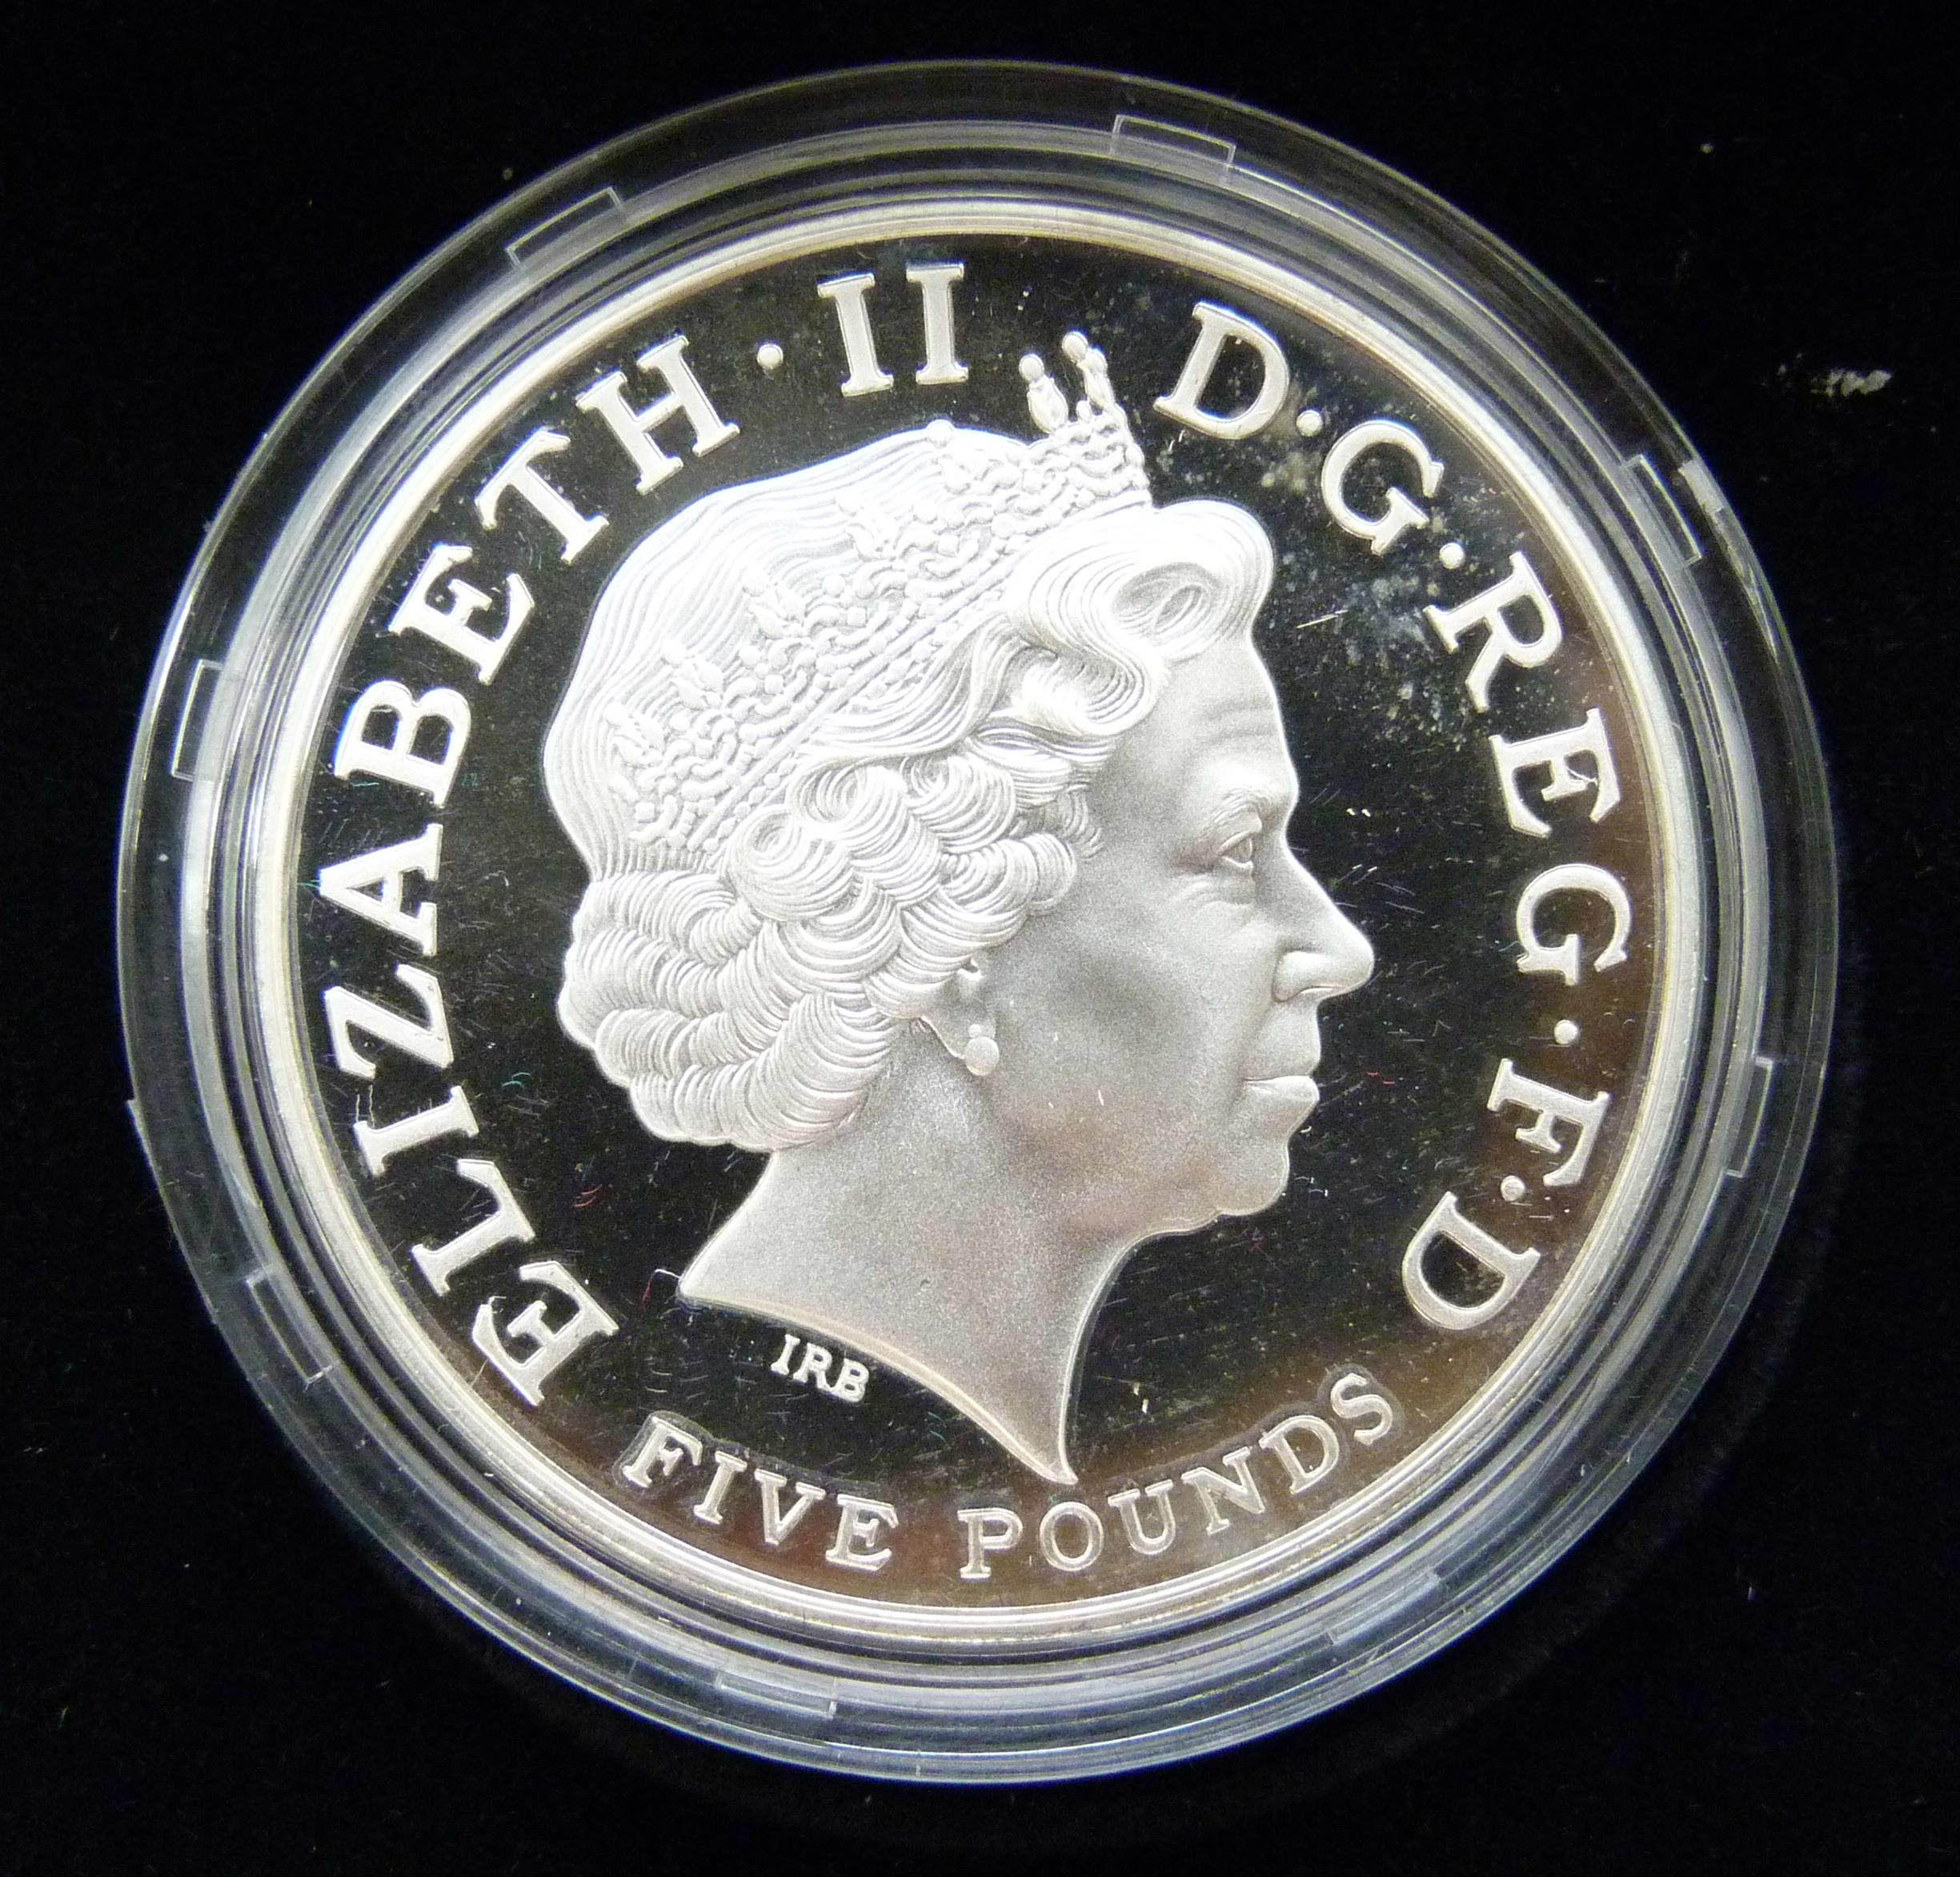 ELIZABETH · II D · G · REG · F · D
IRB
FIVE POUNDS